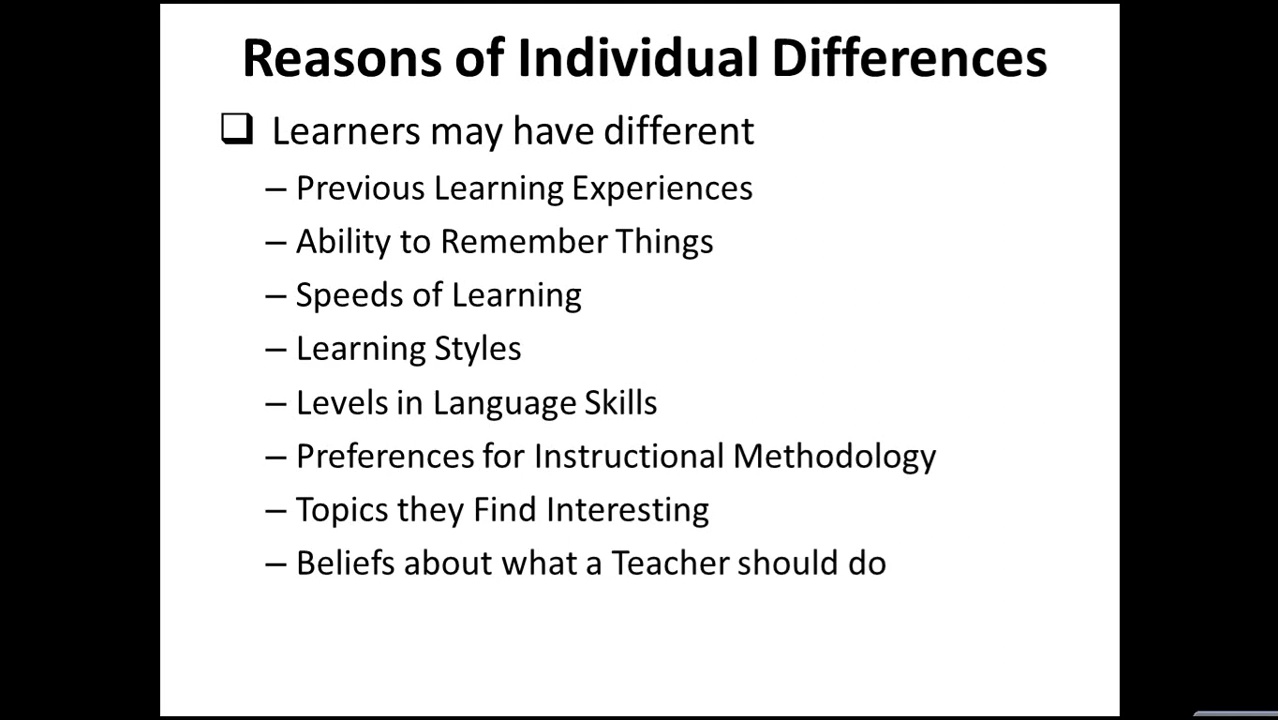 Reasons of Individual Differences
❑ Learners may have different
– Previous Learning Experiences
– Ability to Remember Things
– Speeds of Learning
– Learning Styles
– Levels in Language Skills
– Preferences for Instructional Methodology
– Topics they Find Interesting
– Beliefs about what a Teacher should do